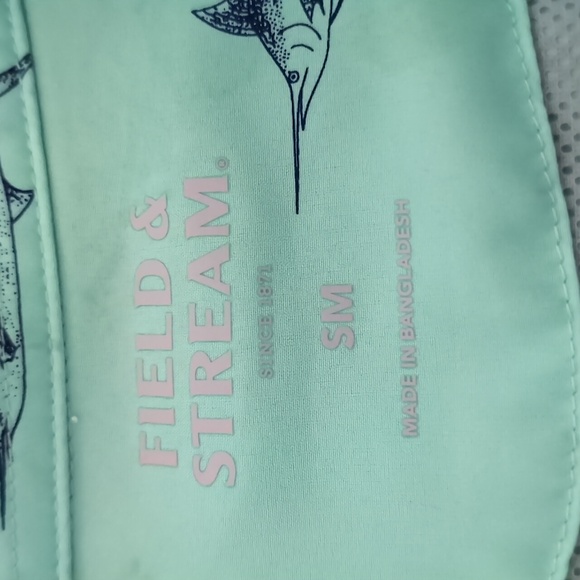 FIELD &
STREAM®
SINCE 1871
SM
MADE IN BANGLADESH